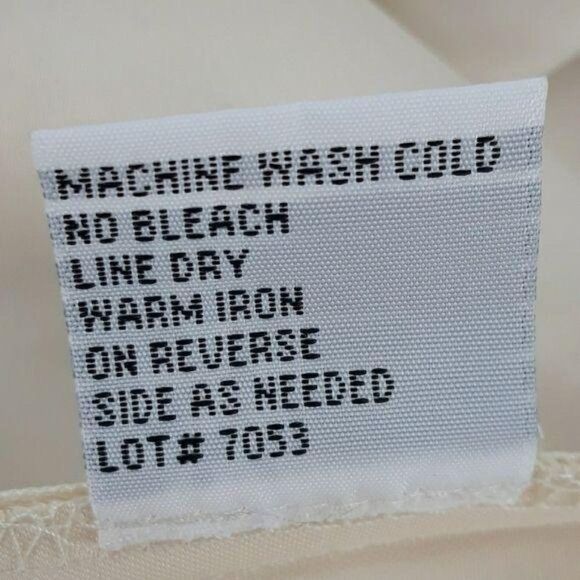 MACHINE WASH COLD
NO BLEACH
LINE DRY
WARM IRON
ON REVERSE
SIDE AS NEEDED
LOT# 7053